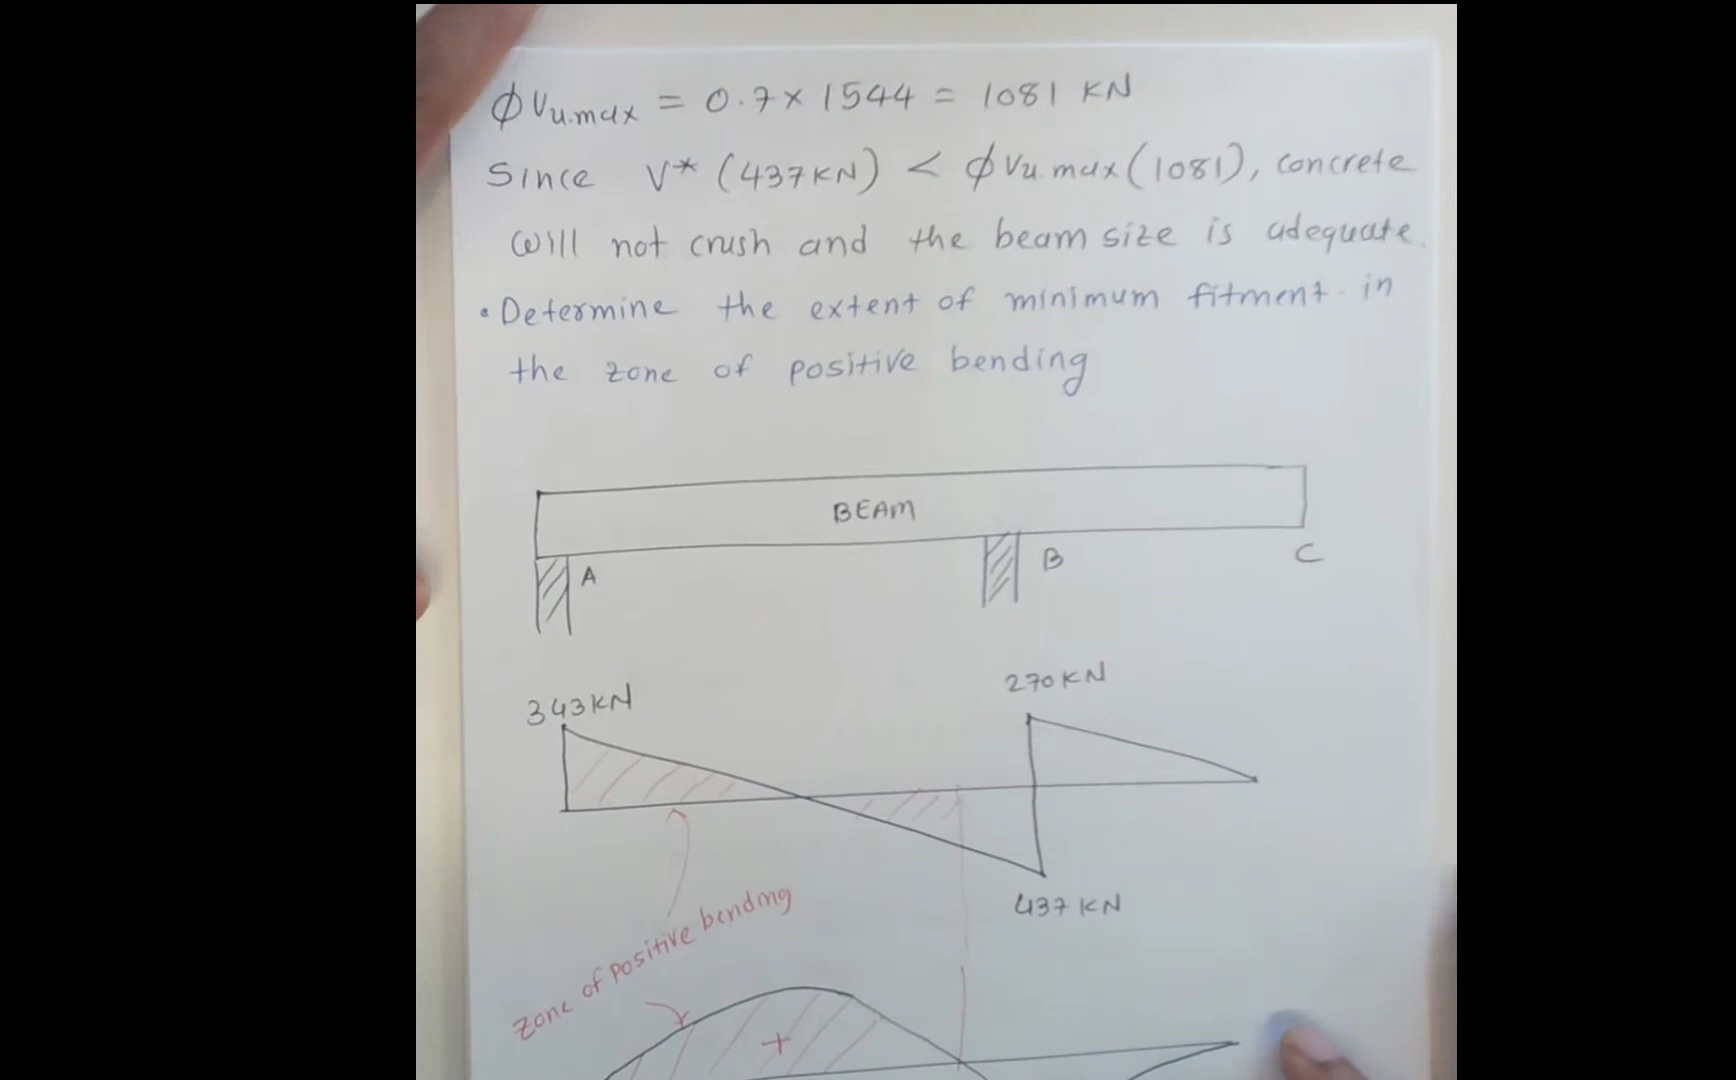 φVu.max = 0.7 × 1544 = 1081 KN
Since V* (437KN) < φVu.max (1081), concrete
will not crush and the beam size is adequate.
• Determine the extent of minimum fitment in
the zone of positive bending
BEAM
A
B
C
343KN
270KN
437KN
zone of positive bending
+